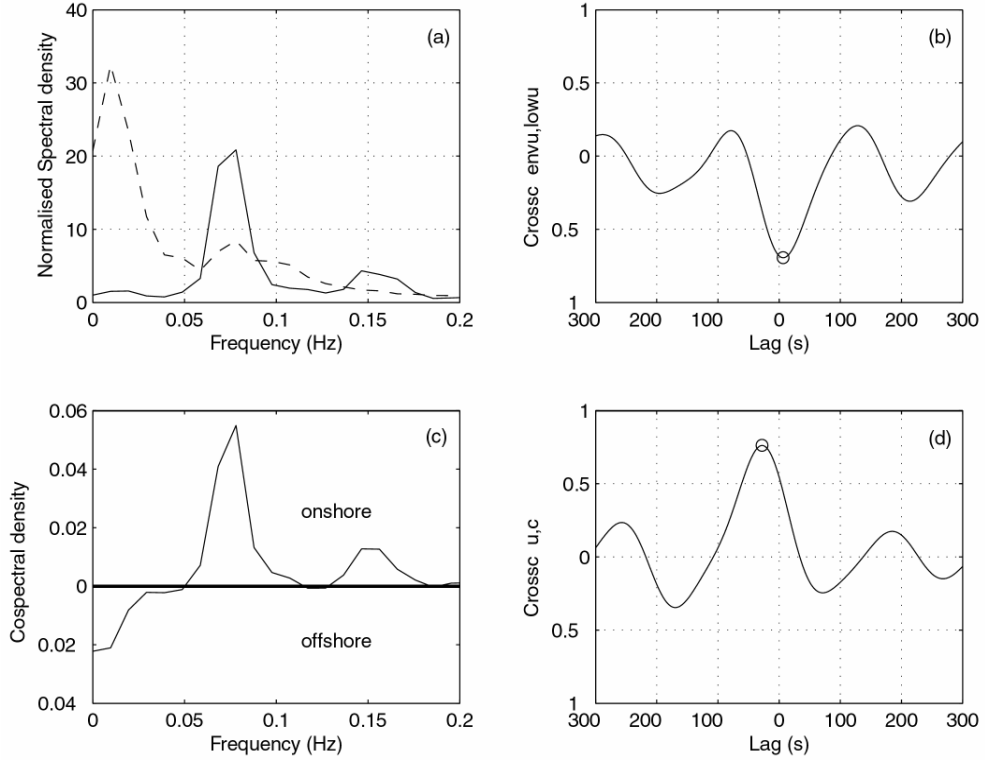 (a)
40
30
20
10
0
Normalised Spectral density
0 0.05 0.1 0.15 0.2
Frequency (Hz)
(b)
1
0.5
0
0.5
1
Crossc envu,lowu
300 200 100 0 100 200 300
Lag (s)
(c)
0.06
0.04
0.02
0
0.02
0.04
Cospectral density
onshore
offshore
0 0.05 0.1 0.15 0.2
Frequency (Hz)
(d)
1
0.5
0
0.5
1
Crossc u,c
300 200 100 0 100 200 300
Lag (s)